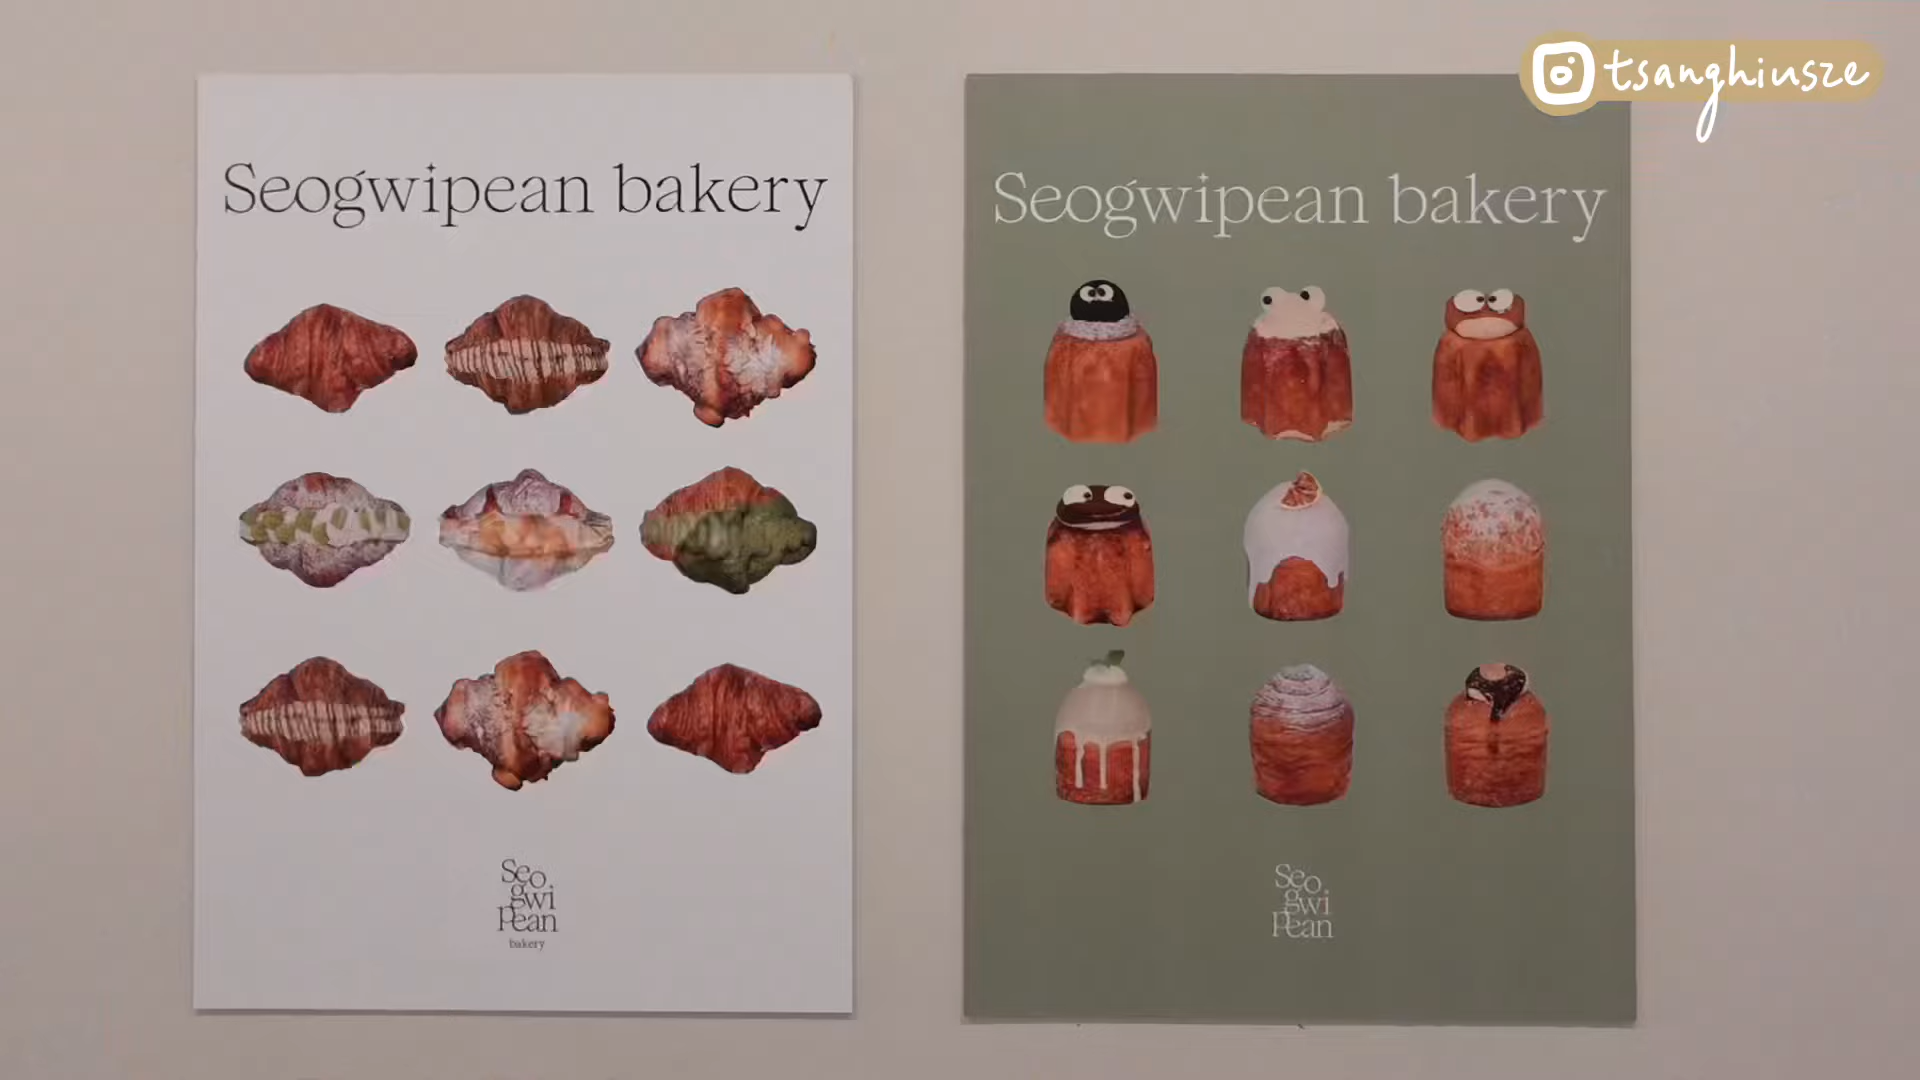 tsanghiusze
Seogwipean bakery
Seo
gwi
pean
bakery
Seogwipean bakery
Seo
gwi
pean